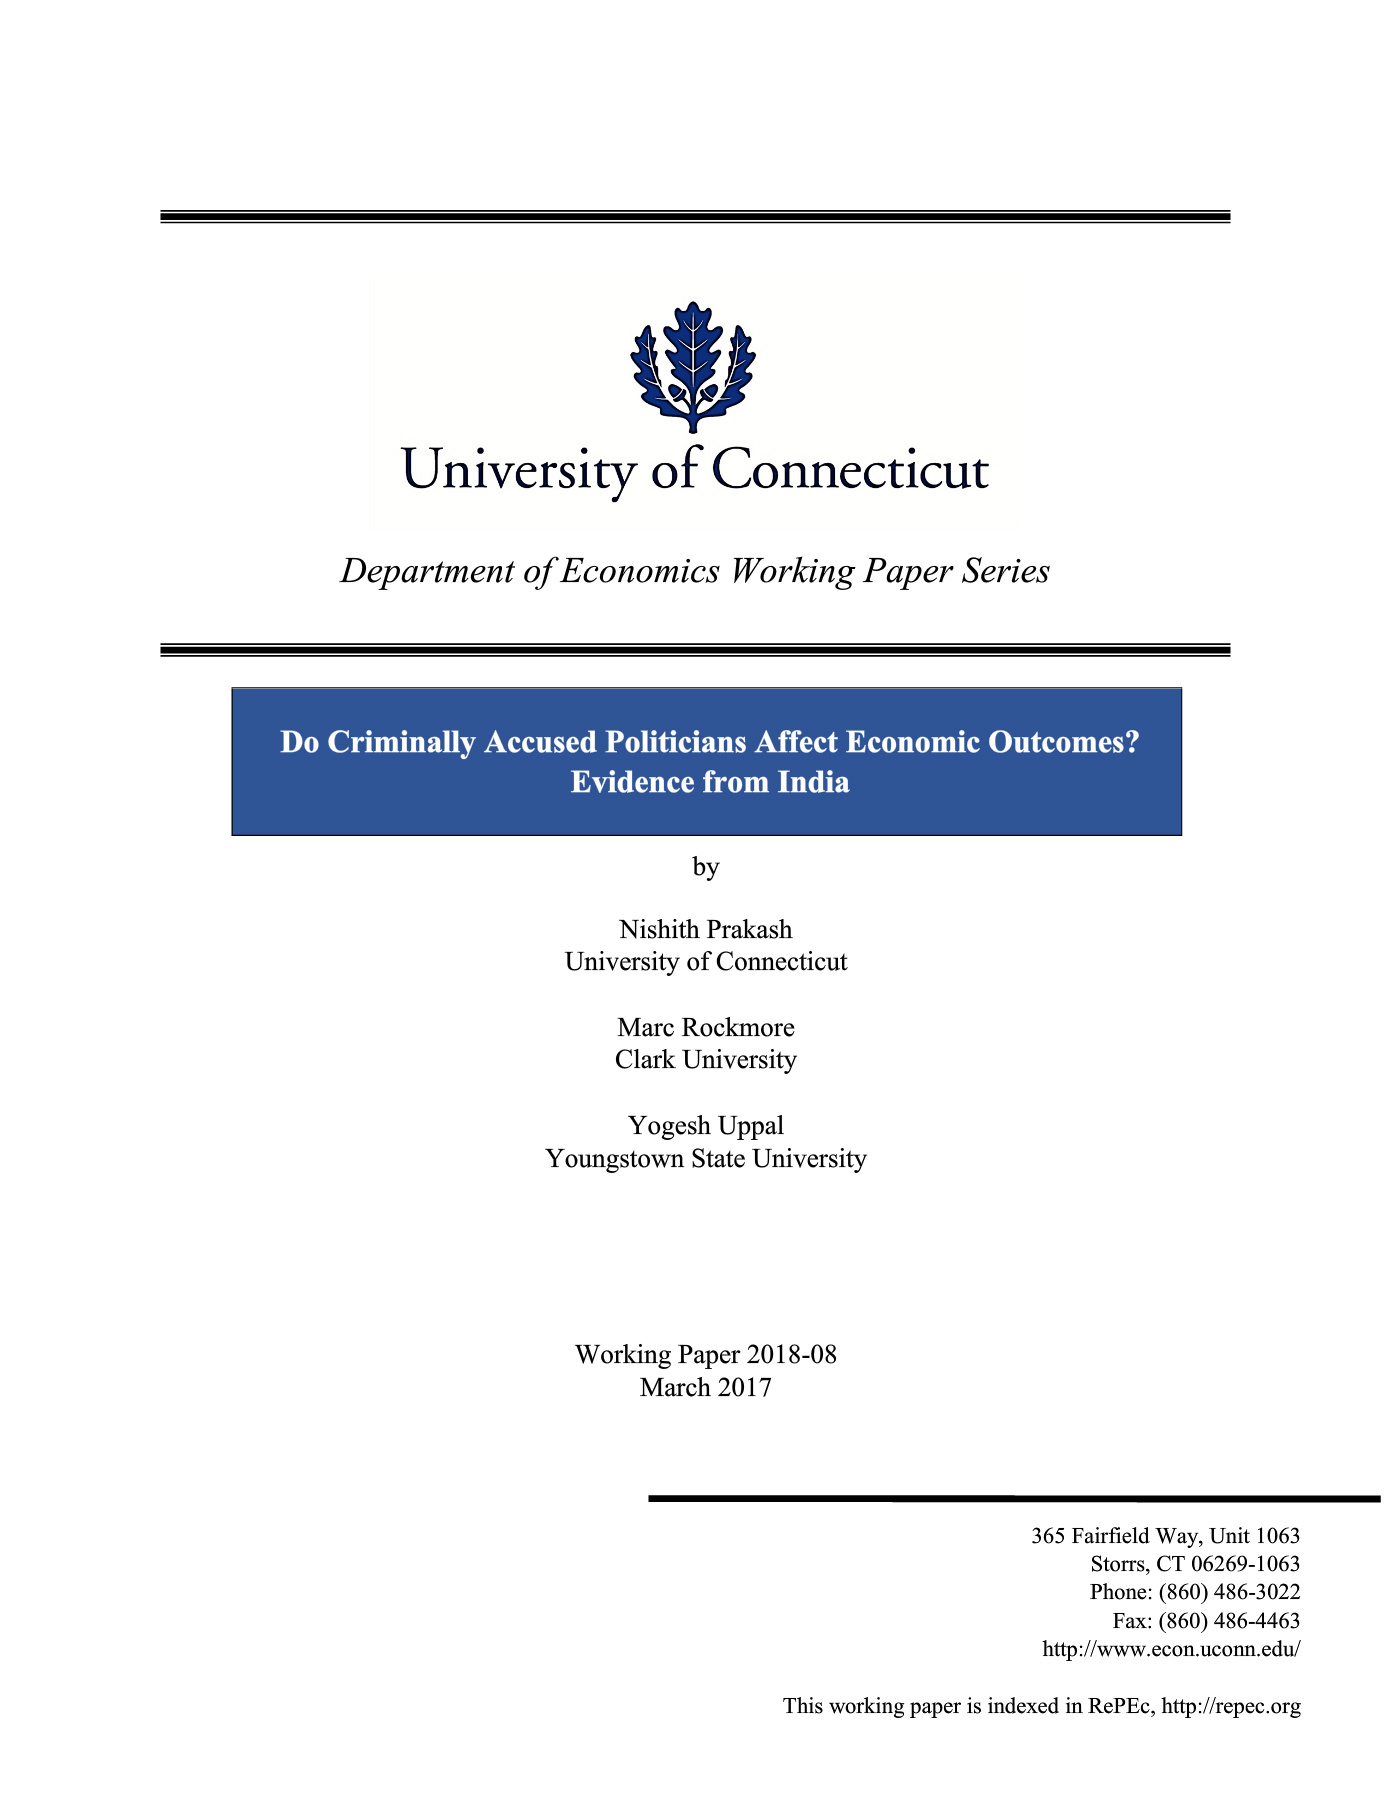 University of Connecticut
Department of Economics Working Paper Series
Do Criminally Accused Politicians Affect Economic Outcomes?
Evidence from India
by
Nishith Prakash
University of Connecticut
Marc Rockmore
Clark University
Yogesh Uppal
Youngstown State University
Working Paper 2018-08
March 2017
365 Fairfield Way, Unit 1063
Storrs, CT 06269-1063
Phone: (860) 486-3022
Fax: (860) 486-4463
http://www.econ.uconn.edu/
This working paper is indexed in RePEc, http://repec.org